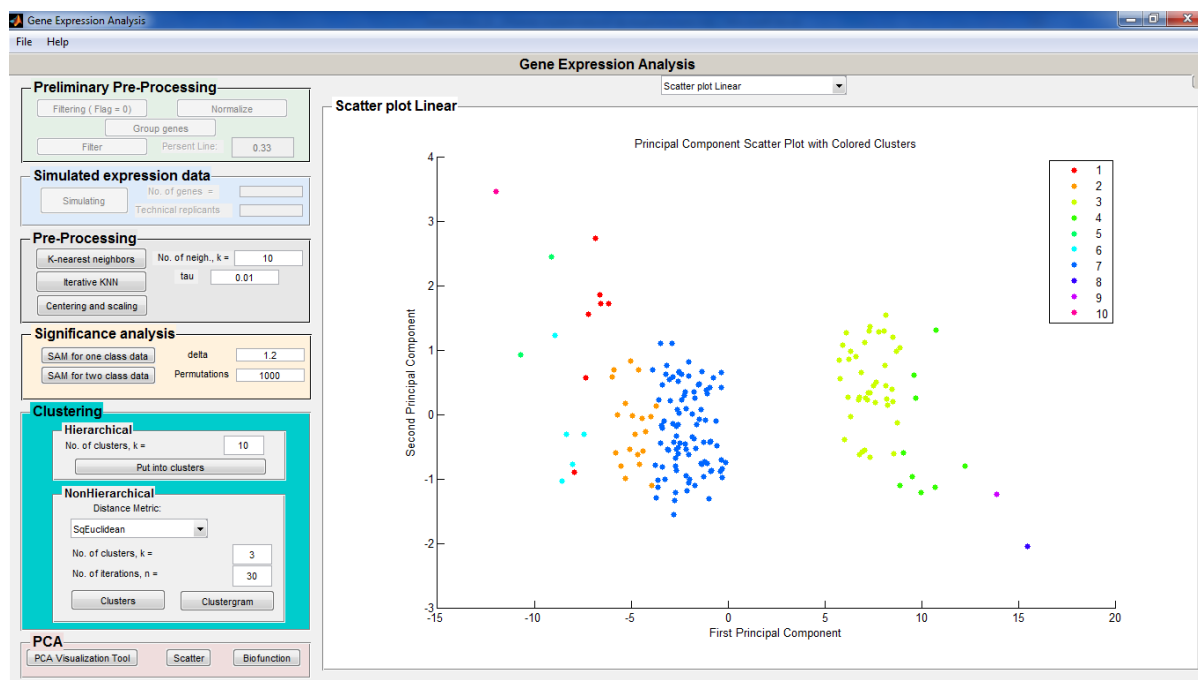 Gene Expression Analysis
File Help
Gene Expression Analysis
Scatter plot Linear
Preliminary Pre-Processing
Filtering ( Flag = 0) Normalize
Group genes
Filter Persent Line: 0.33
Simulated expression data
Simulating No. of genes =
Technical replicants
Pre-Processing
K-nearest neighbors No. of neigh., k = 10
Iterative KNN tau 0.01
Centering and scaling
Significance analysis
SAM for one class data delta 1.2
SAM for two class data Permutations 1000
Clustering
Hierarchical
No. of clusters, k = 10
Put into clusters
NonHierarchical
Distance Metric:
SqEuclidean
No. of clusters, k = 3
No. of iterations, n = 30
Clusters Clustergram
PCA
PCA Visualization Tool Scatter Biofunction
Scatter plot Linear
Principal Component Scatter Plot with Colored Clusters
4
3
2
1
0
-1
-2
-3
Second Principal Component
-15 -10 -5 0 5 10 15 20
First Principal Component
1
2
3
4
5
6
7
8
9
10